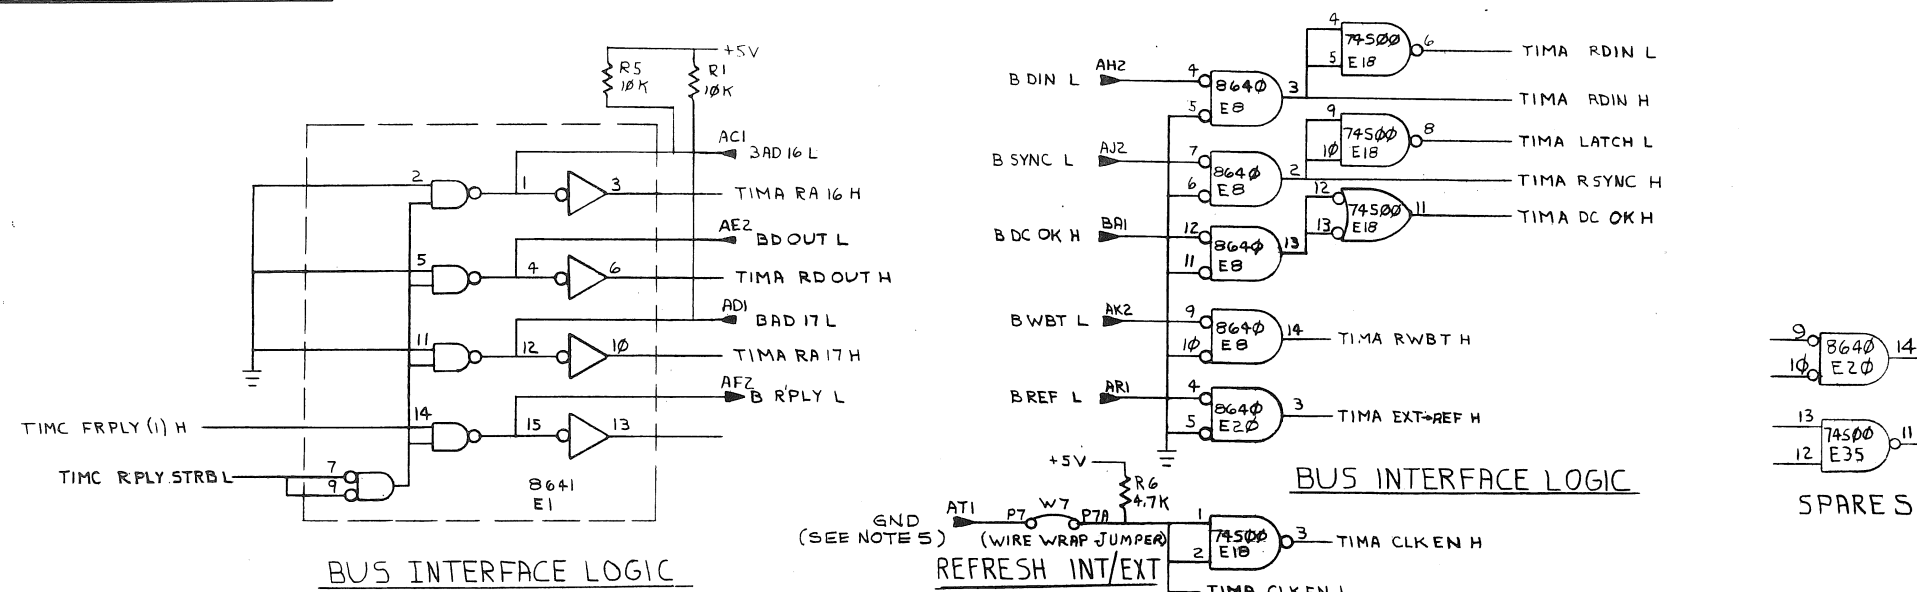 +5V
R5
10K
R1
10K
AC1
3AD 16 L
2
1
3
TIMA RA 16 H
AE2
BD OUT L
5
4
6
TIMA RD OUT H
AD1
BAD 17 L
11
12
10
TIMA RA 17 H
AF2
B R'PLY L
14
15
13
TIMC FRPLY (1) H
TIMC RPLY STRB L
7
9
8641
E1
BUS INTERFACE LOGIC
B DIN L
AH2
4
5
8640
E8
3
4
5
74S00
E18
6
TIMA RDIN L
TIMA RDIN H
B SYNC L
AJ2
7
6
8640
E8
2
9
10
74S00
E18
8
TIMA LATCH L
TIMA RSYNC H
B DC OK H
BA1
12
11
8640
E8
13
12
13
74S00
E18
11
TIMA DC OK H
B WBT L
AK2
9
10
8640
E8
14
TIMA RWBT H
B REF L
AR1
4
5
8640
E20
3
TIMA EXT REF H
BUS INTERFACE LOGIC
+5V
R6
4.7K
GND
(SEE NOTE 5)
AT1
P7
W7
P7A
(WIRE WRAP JUMPER)
1
2
74S00
E18
3
TIMA CLKEN H
TIMA CLKEN L
REFRESH INT/EXT
9
10
8640
E20
14
13
12
74S00
E35
11
SPARES